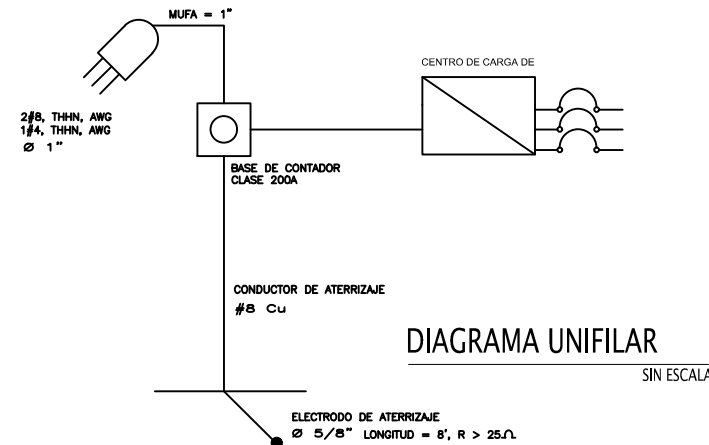 MUFA = 1"
CENTRO DE CARGA DE
2#8, THHN, AWG
1#4, THHN, AWG
Ø 1"
BASE DE CONTADOR
CLASE 200A
CONDUCTOR DE ATERRIZAJE
#8 Cu
DIAGRAMA UNIFILAR
SIN ESCALA
ELECTRODO DE ATERRIZAJE
Ø 5/8" LONGITUD = 8', R > 25Ω